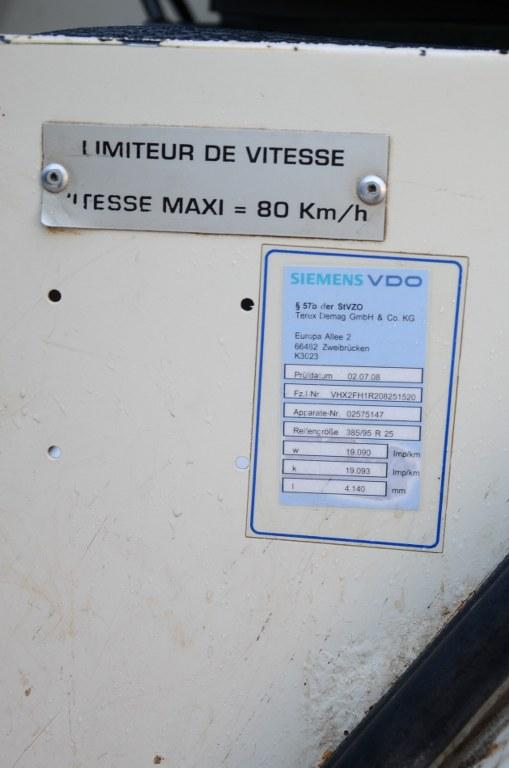 LIMITEUR DE VITESSE
VITESSE MAXI = 80 Km/h
SIEMENS VDO
§ 57b der StVZO
Terex Demag GmbH & Co. KG
Europa Allee 2
66482 Zweibrücken
K3023
Prüfdatum 02.07.08
Fz.I-Nr VHX2FH1R208251520
Apparate-Nr. 02575147
Reifengröße 385/95 R 25
w 19.090 Imp/km
k 19.093 Imp/km
l 4.140 mm